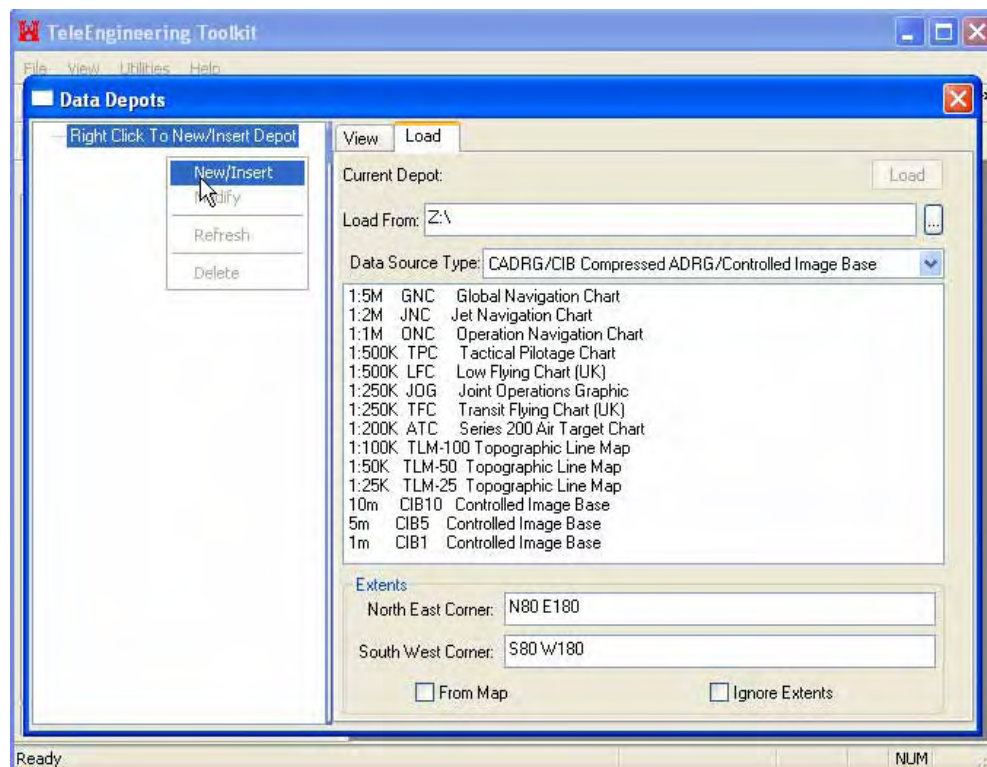 TeleEngineering Toolkit
File View Utilities Help
Data Depots
Right Click To New/Insert Depot
New/Insert
Modify
Refresh
Delete
View Load
Current Depot: Load
Load From: Z:\ ...
Data Source Type: CADRG/CIB Compressed ADRG/Controlled Image Base
1:5M GNC Global Navigation Chart
1:2M JNC Jet Navigation Chart
1:1M ONC Operation Navigation Chart
1:500K TPC Tactical Pilotage Chart
1:500K LFC Low Flying Chart (UK)
1:250K JOG Joint Operations Graphic
1:250K TFC Transit Flying Chart (UK)
1:200K ATC Series 200 Air Target Chart
1:100K TLM-100 Topographic Line Map
1:50K TLM-50 Topographic Line Map
1:25K TLM-25 Topographic Line Map
10m CIB10 Controlled Image Base
5m CIB5 Controlled Image Base
1m CIB1 Controlled Image Base
Extents
North East Corner: N80 E180
South West Corner: S80 W180
From Map Ignore Extents
Ready NUM